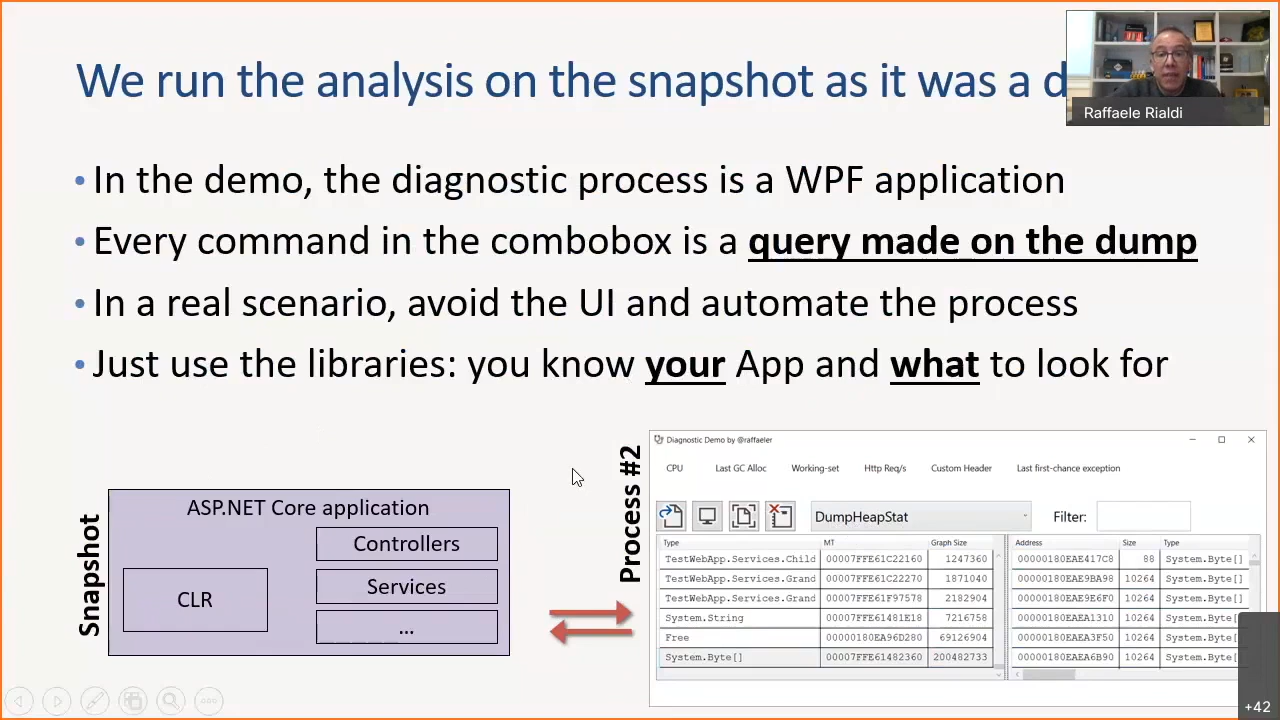 We run the analysis on the snapshot as it was a d
Raffaele Rialdi
• In the demo, the diagnostic process is a WPF application
• Every command in the combobox is a query made on the dump
• In a real scenario, avoid the UI and automate the process
• Just use the libraries: you know your App and what to look for
Snapshot
ASP.NET Core application
CLR
Controllers
Services
...
Process #2
Diagnostic Demo by @raffaeler
CPU Last GC Alloc Working-set Http Req/s Custom Header Last first-chance exception
DumpHeapStat Filter:
Type MT Graph Size Address Size Type
TestWebApp.Services.Child 00007FFE61C22160 1247360 00000180EAE417C8 88 System.Byte[]
TestWebApp.Services.Grand 00007FFE61C22270 1871040 00000180EAE9BA98 10264 System.Byte[]
TestWebApp.Services.Grand 00007FFE61F97578 2182904 00000180EAE9E6F0 10264 System.Byte[]
System.String 00007FFE61481E18 7216758 00000180EAEA1310 10264 System.Byte[]
Free 00000180EA96D280 69126904 00000180EAEA3F50 10264 System.Byte[]
System.Byte[] 00007FFE61482360 200482733 00000180EAEA6B90 10264 System.Byte[]
+42